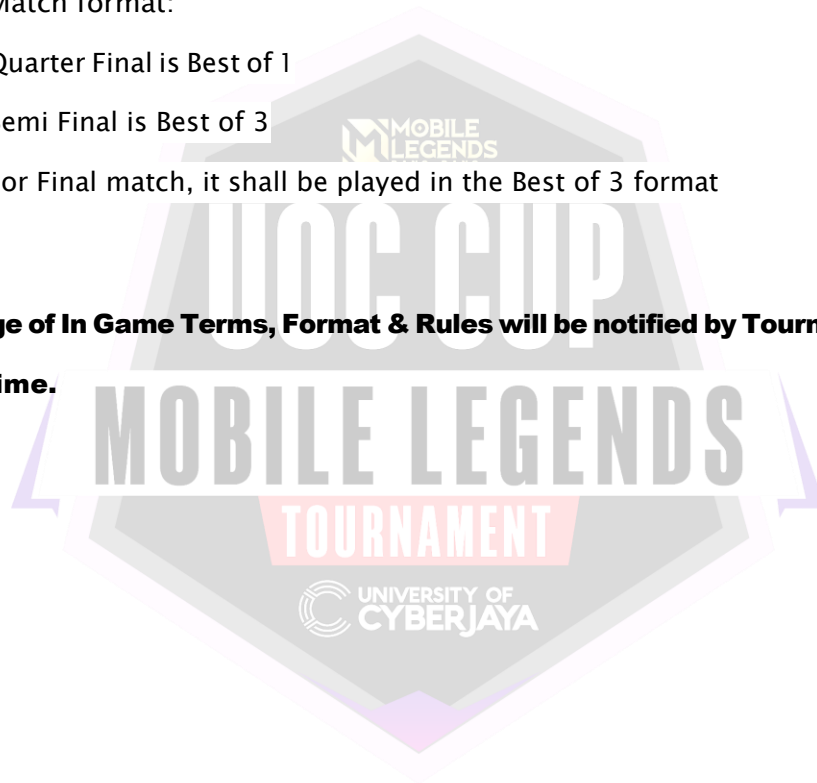 Match format:
Quarter Final is Best of 1
emi Final is Best of 3
MOBILE
LEGENDS
or Final match, it shall be played in the Best of 3 format
UOC CUP
ge of In Game Terms, Format & Rules will be notified by Tourn
ime.
MOBILE LEGENDS
TOURNAMENT
UNIVERSITY OF
CYBERJAYA